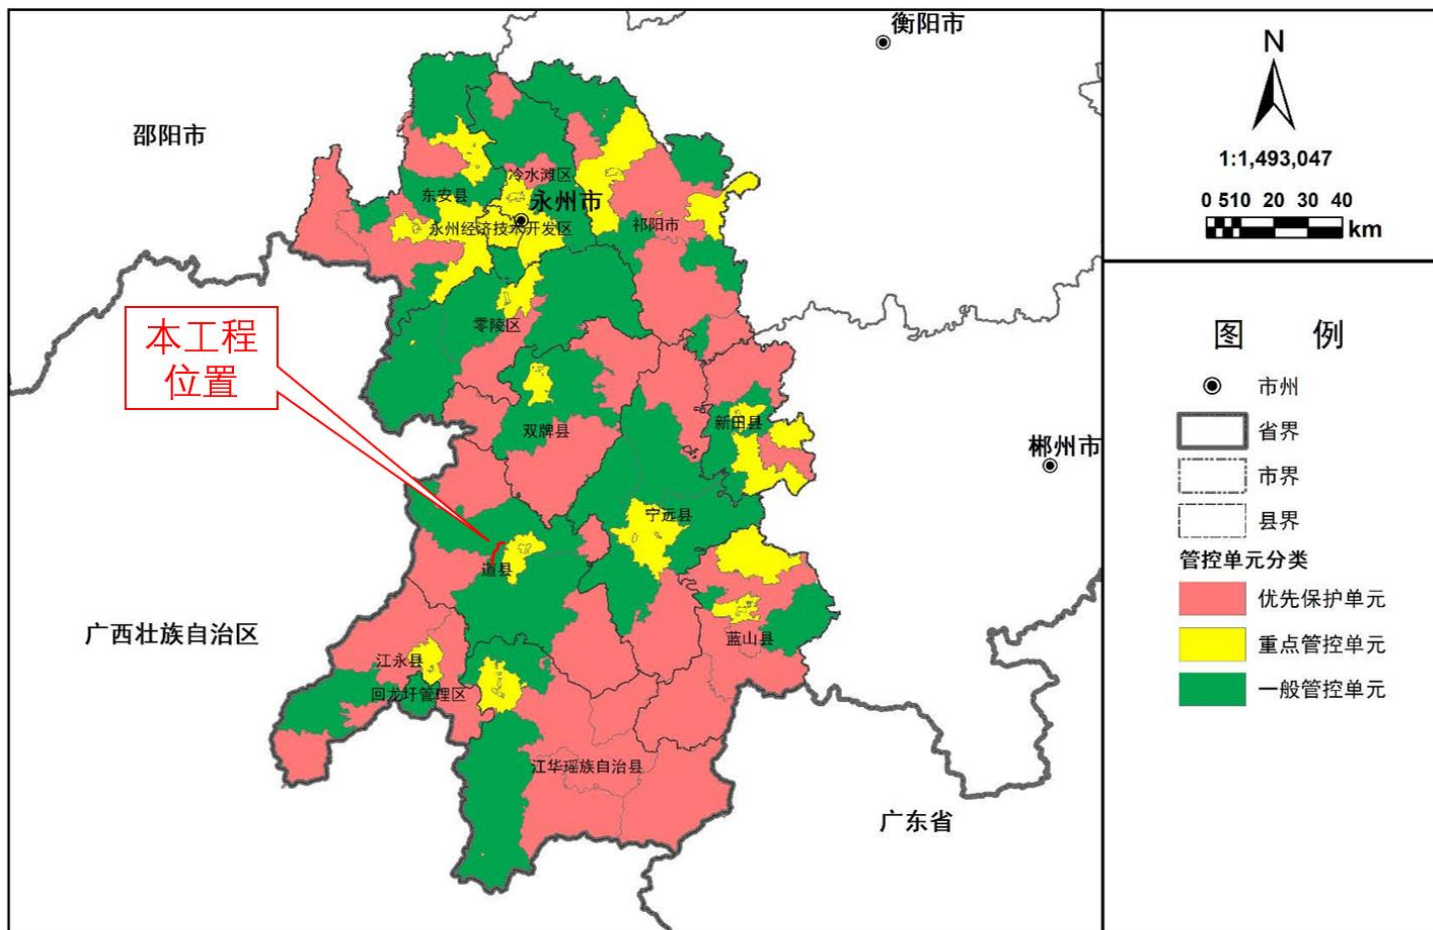 衡阳市
邵阳市
冷水滩区
东安县
永州市
永州经济技术开发区
祁阳市
零陵区
本工程
位置
双牌县
新田县
郴州市
宁远县
道县
广西壮族自治区
蓝山县
江永县
回龙圩管理区
江华瑶族自治县
广东省
N
1:1,493,047
0 510 20 30 40
km
图 例
市州
省界
市界
县界
管控单元分类
优先保护单元
重点管控单元
一般管控单元